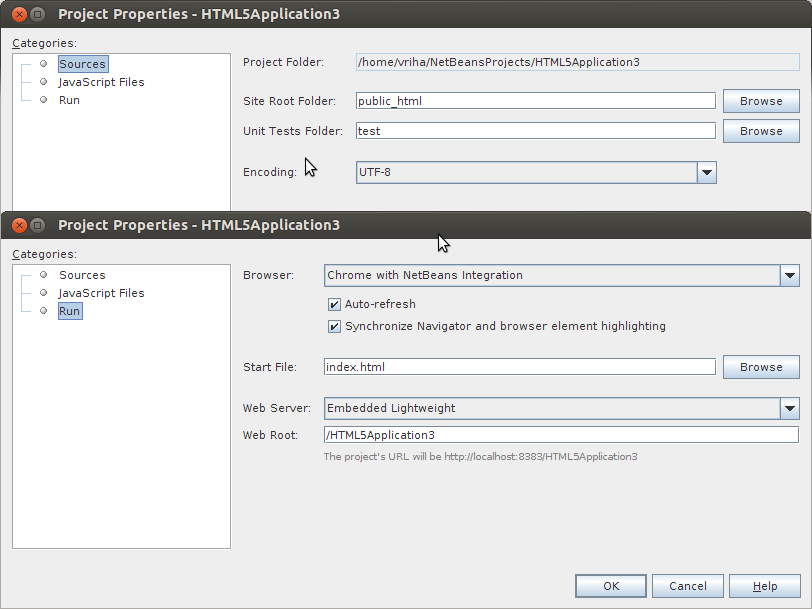 Project Properties - HTML5Application3
Categories:
Sources
JavaScript Files
Run
Project Folder: /home/vriha/NetBeansProjects/HTML5Application3
Site Root Folder: public_html Browse
Unit Tests Folder: test Browse
Encoding: UTF-8
Project Properties - HTML5Application3
Categories:
Sources
JavaScript Files
Run
Browser: Chrome with NetBeans Integration
Auto-refresh
Synchronize Navigator and browser element highlighting
Start File: index.html Browse
Web Server: Embedded Lightweight
Web Root: /HTML5Application3
The project's URL will be http://localhost:8383/HTML5Application3
OK Cancel Help